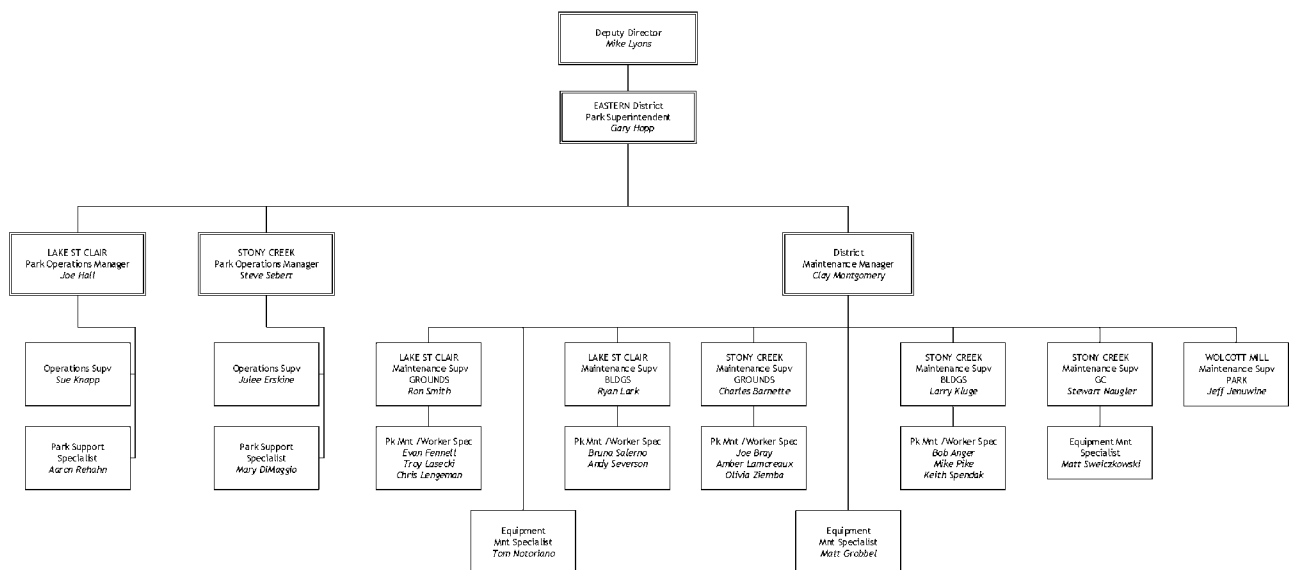 Deputy Director
Mike Lyons
EASTERN District
Park Superintendent
Gary Hopp
LAKE ST CLAIR
Park Operations Manager
Joe Hall
STONY CREEK
Park Operations Manager
Steve Sebert
District
Maintenance Manager
Clay Montgomery
Operations Supv
Sue Knapp
Operations Supv
Julee Erskine
LAKE ST CLAIR
Maintenance Supv
GROUNDS
Ron Smith
LAKE ST CLAIR
Maintenance Supv
BLDGS
Ryan Lark
STONY CREEK
Maintenance Supv
GROUNDS
Charles Barnette
STONY CREEK
Maintenance Supv
BLDGS
Larry Kluge
STONY CREEK
Maintenance Supv
GC
Stewart Naugler
WOLCOTT MILL
Maintenance Supv
PARK
Jeff Jenuwine
Park Support
Specialist
Aaron Rehahn
Park Support
Specialist
Mary DiMaggio
Pk Mnt /Worker Spec
Evan Fennell
Troy Lasecki
Chris Lengeman
Pk Mnt /Worker Spec
Bruna Salerno
Andy Severson
Pk Mnt /Worker Spec
Joe Bray
Amber Lamoreaux
Olivia Ziemba
Pk Mnt /Worker Spec
Bob Anger
Mike Pike
Keith Spendak
Equipment Mnt
Specialist
Matt Sweiczkowski
Equipment
Mnt Specialist
Tom Notoriano
Equipment
Mnt Specialist
Matt Grobbel